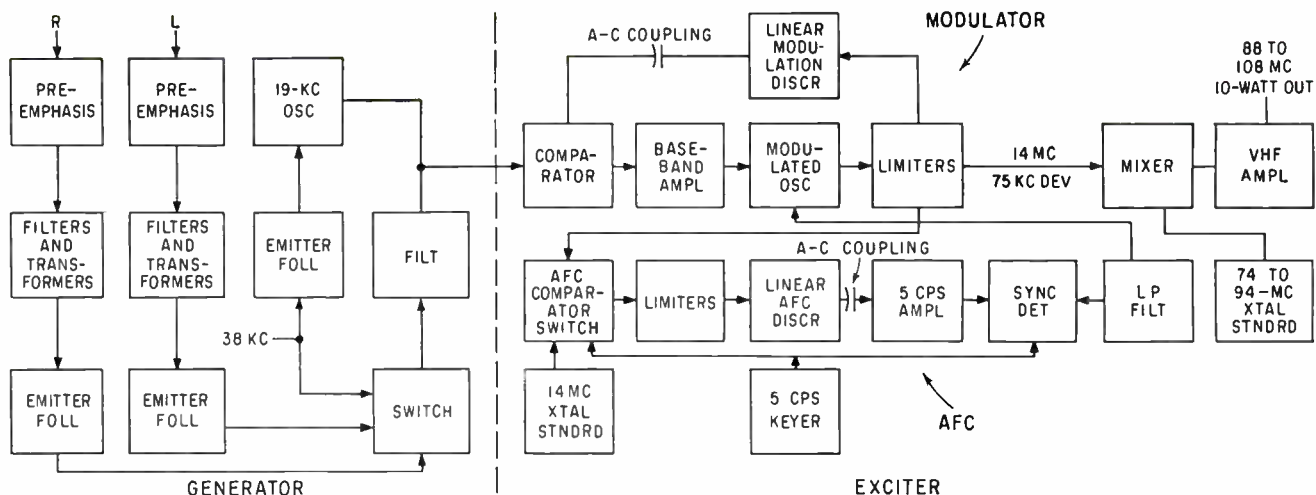 R
L
PRE-
EMPHASIS
PRE-
EMPHASIS
19-KC
OSC
FILTERS
AND
TRANS-
FORMERS
FILTERS
AND
TRANS-
FORMERS
EMITTER
FOLL
FILT
38 KC
EMITTER
FOLL
EMITTER
FOLL
SWITCH
GENERATOR
MODULATOR
A-C COUPLING
LINEAR
MODU-
LATION
DISCR
88 TO
108 MC
10-WATT OUT
COMPA-
RATOR
BASE-
BAND
AMPL
MODU-
LATED
OSC
LIMITERS
14 MC
75 KC DEV
MIXER
VHF
AMPL
A-C COUPLING
AFC
COMPAR-
ATOR
SWITCH
LIMITERS
LINEAR
AFC
DISCR
5 CPS
AMPL
SYNC
DET
LP
FILT
74 TO
94-MC
XTAL
STNDRD
14 MC
XTAL
STNDRD
5 CPS
KEYER
AFC
EXCITER